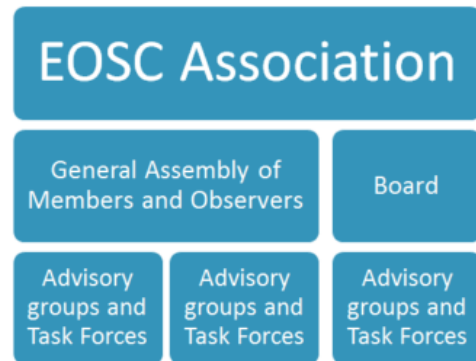 EOSC Association
General Assembly of
Members and Observers
Board
Advisory
groups and
Task Forces
Advisory
groups and
Task Forces
Advisory
groups and
Task Forces